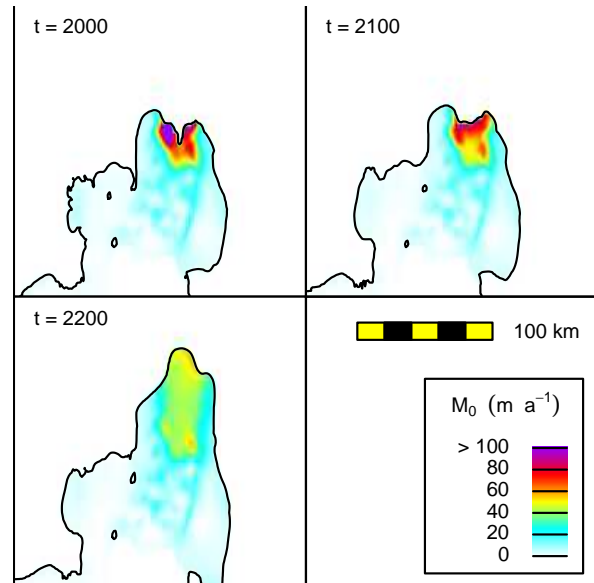 t = 2000
t = 2100
t = 2200
100 km
M₀ (m a⁻¹)
> 100
80
60
40
20
0